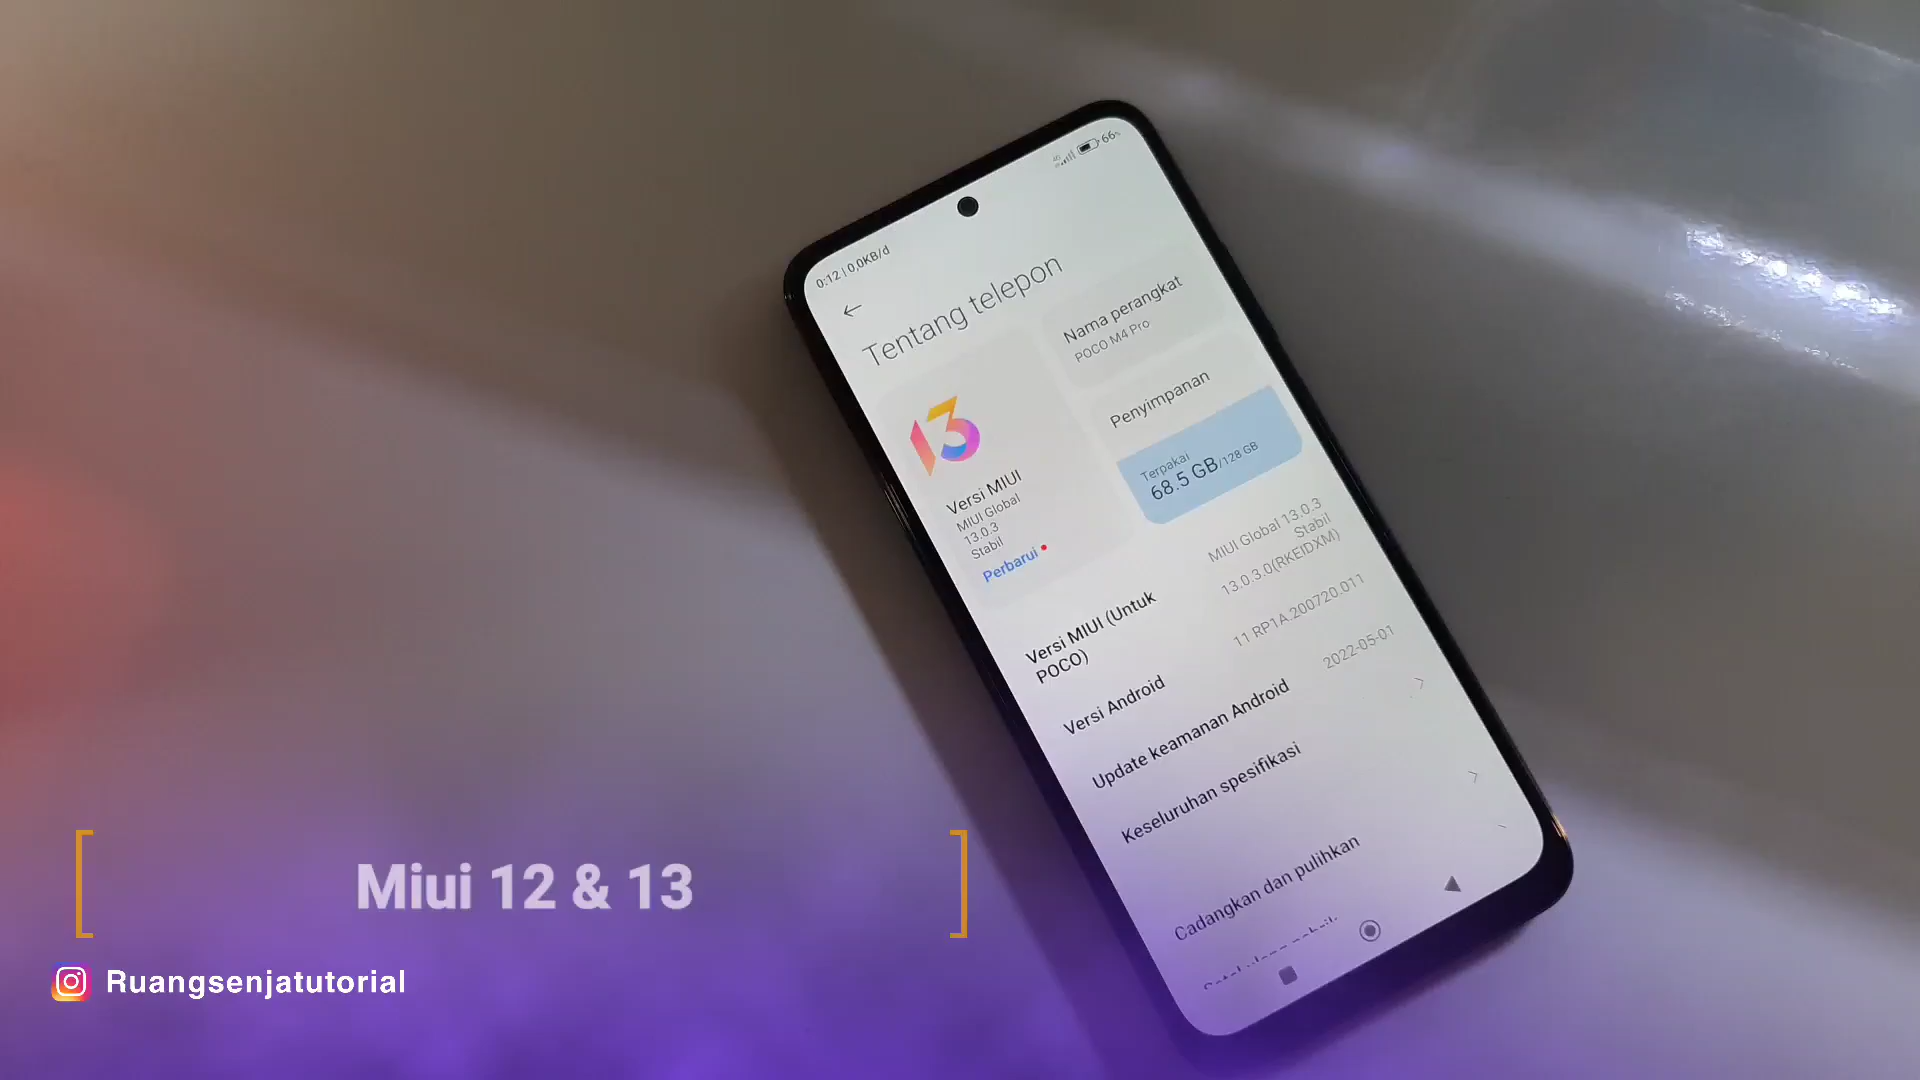 0:12 | 0,0KB/d
4G
66%
Tentang telepon
13
Versi MIUI
MIUI Global
13.0.3
Stabil
Perbarui
Nama perangkat
POCO M4 Pro
Penyimpanan
Terpakai
68.5 GB/128 GB
Versi MIUI (Untuk
POCO)
MIUI Global 13.0.3
Stabil
13.0.3.0(RKEIDXM)
Versi Android
11 RP1A.200720.011
Update keamanan Android
2022-05-01
Keseluruhan spesifikasi
Cadangkan dan pulihkan
Miui 12 & 13
Ruangsenjatutorial